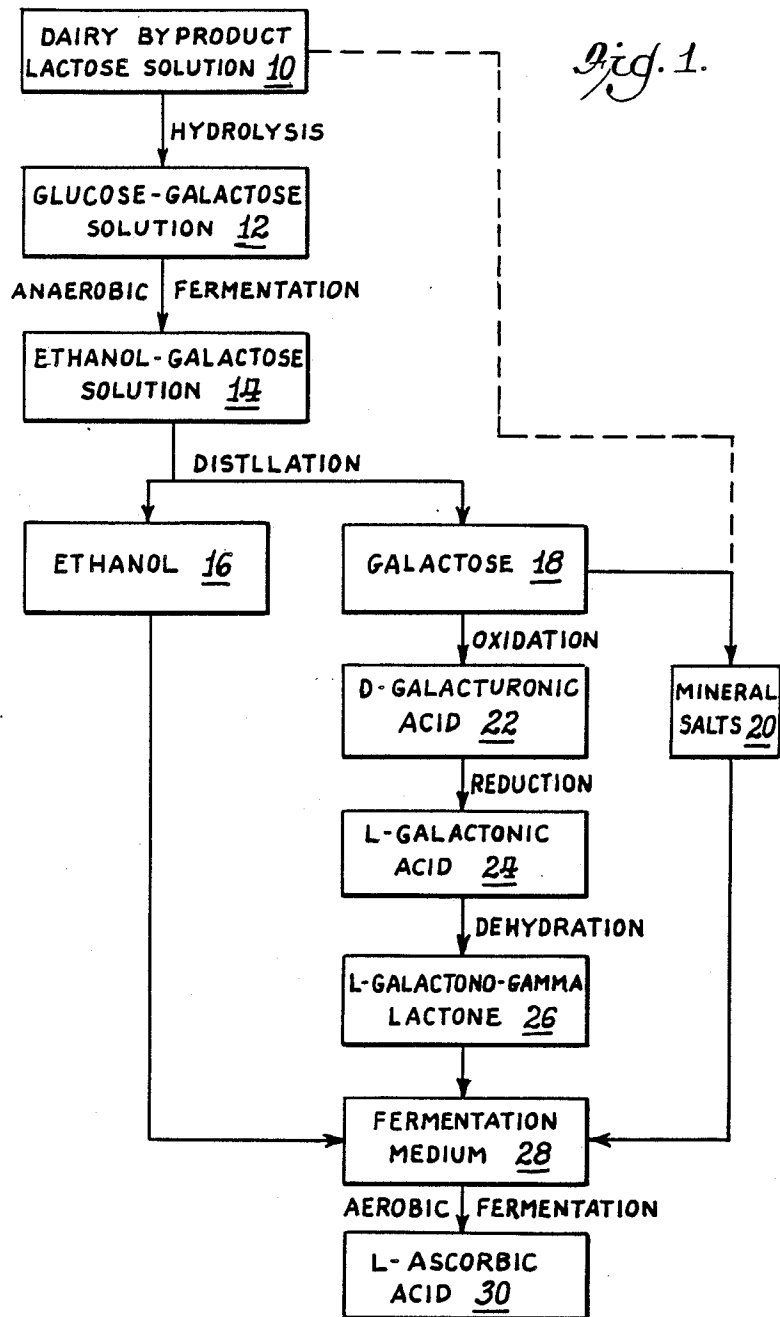 Fig. 1.
DAIRY BYPRODUCT
LACTOSE SOLUTION 10
HYDROLYSIS
GLUCOSE-GALACTOSE
SOLUTION 12
ANAEROBIC FERMENTATION
ETHANOL-GALACTOSE
SOLUTION 14
DISTLLATION
ETHANOL 16
GALACTOSE 18
OXIDATION
D-GALACTURONIC
ACID 22
MINERAL
SALTS 20
REDUCTION
L-GALACTONIC
ACID 24
DEHYDRATION
L-GALACTONO-GAMMA
LACTONE 26
FERMENTATION
MEDIUM 28
AEROBIC FERMENTATION
L-ASCORBIC
ACID 30